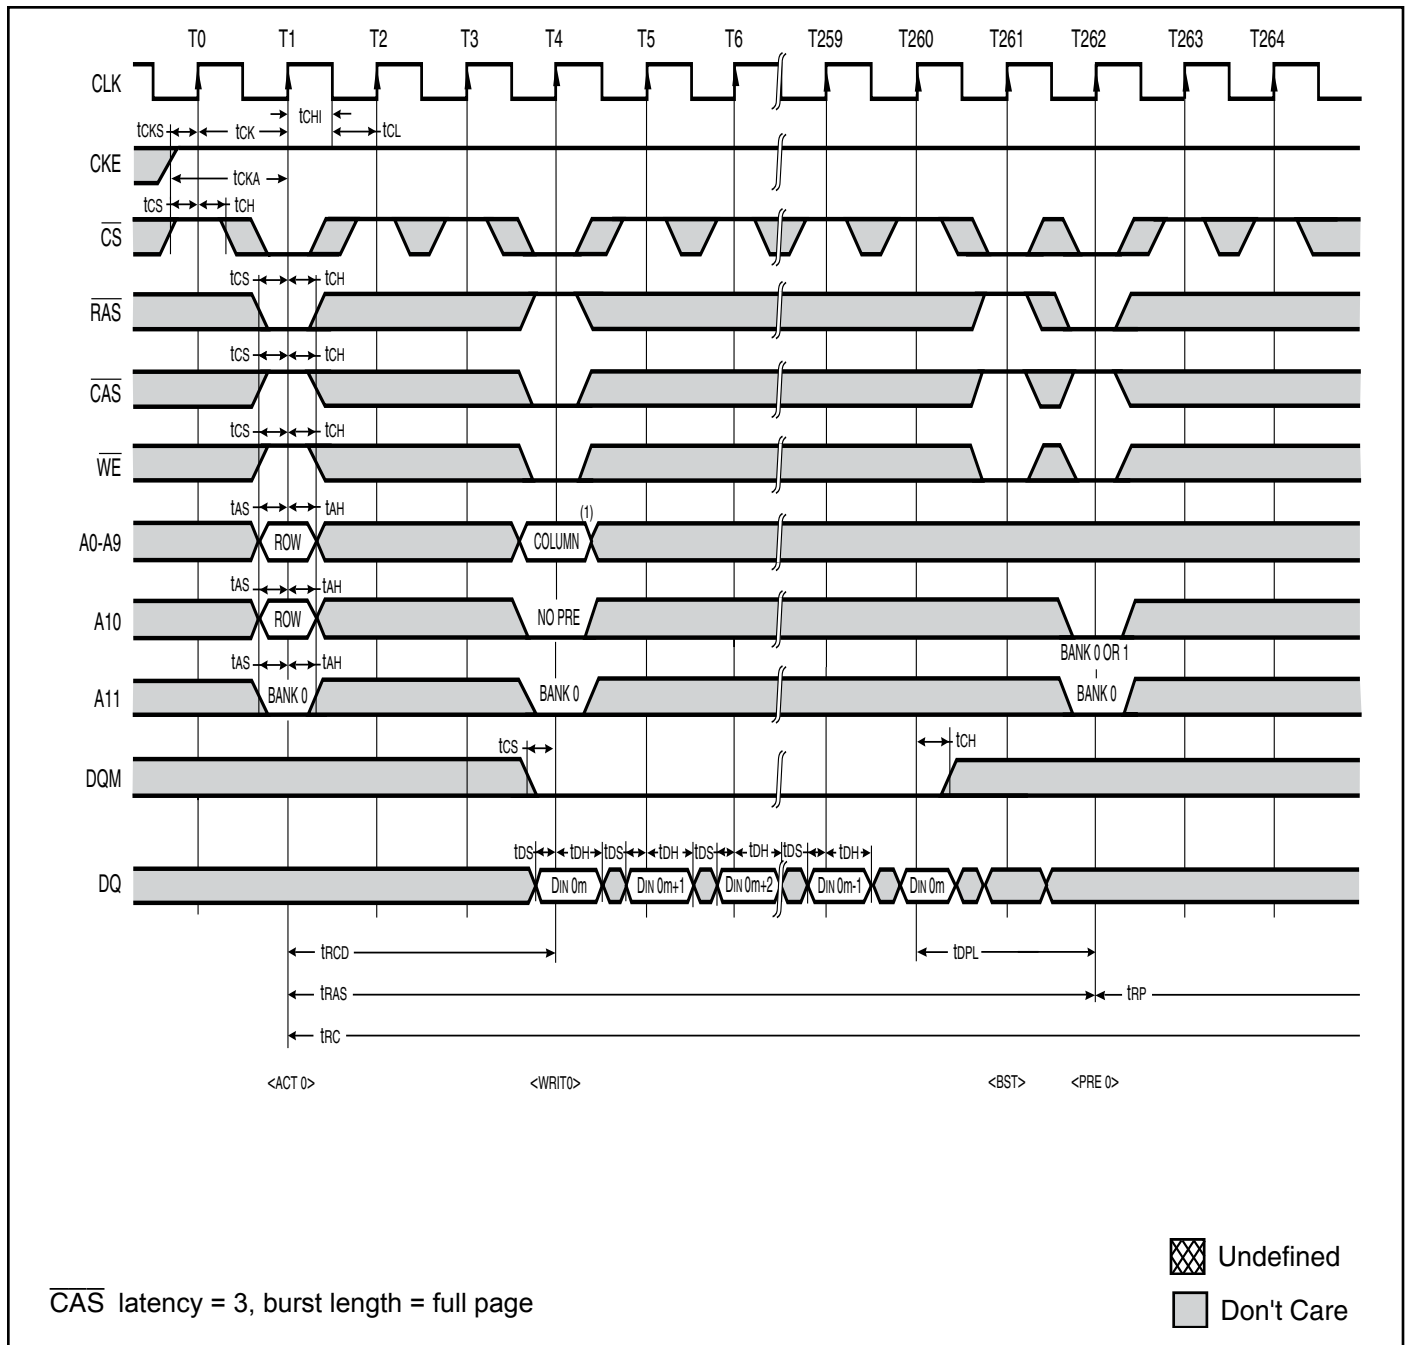 T0 T1 T2 T3 T4 T5 T6 T259 T260 T261 T262 T263 T264
CLK
tCHI
tCKS tCK tCL
CKE
tCKA
tCS tCH
CS
tCS tCH
RAS
tCS tCH
CAS
tCS tCH
WE
tAS tAH (1)
A0-A9 ROW COLUMN
tAS tAH
A10 ROW NO PRE
BANK 0 OR 1
tAS tAH
A11 BANK 0 BANK 0 BANK 0
tCS tCH
DQM
tDS tDH tDS tDH tDS tDH tDS tDH
DQ DIN 0m DIN 0m+1 DIN 0m+2 DIN 0m-1 DIN 0m
tRCD tDPL
tRAS tRP
tRC
<ACT 0> <WRIT0> <BST> <PRE 0>
Undefined
CAS latency = 3, burst length = full page
Don't Care